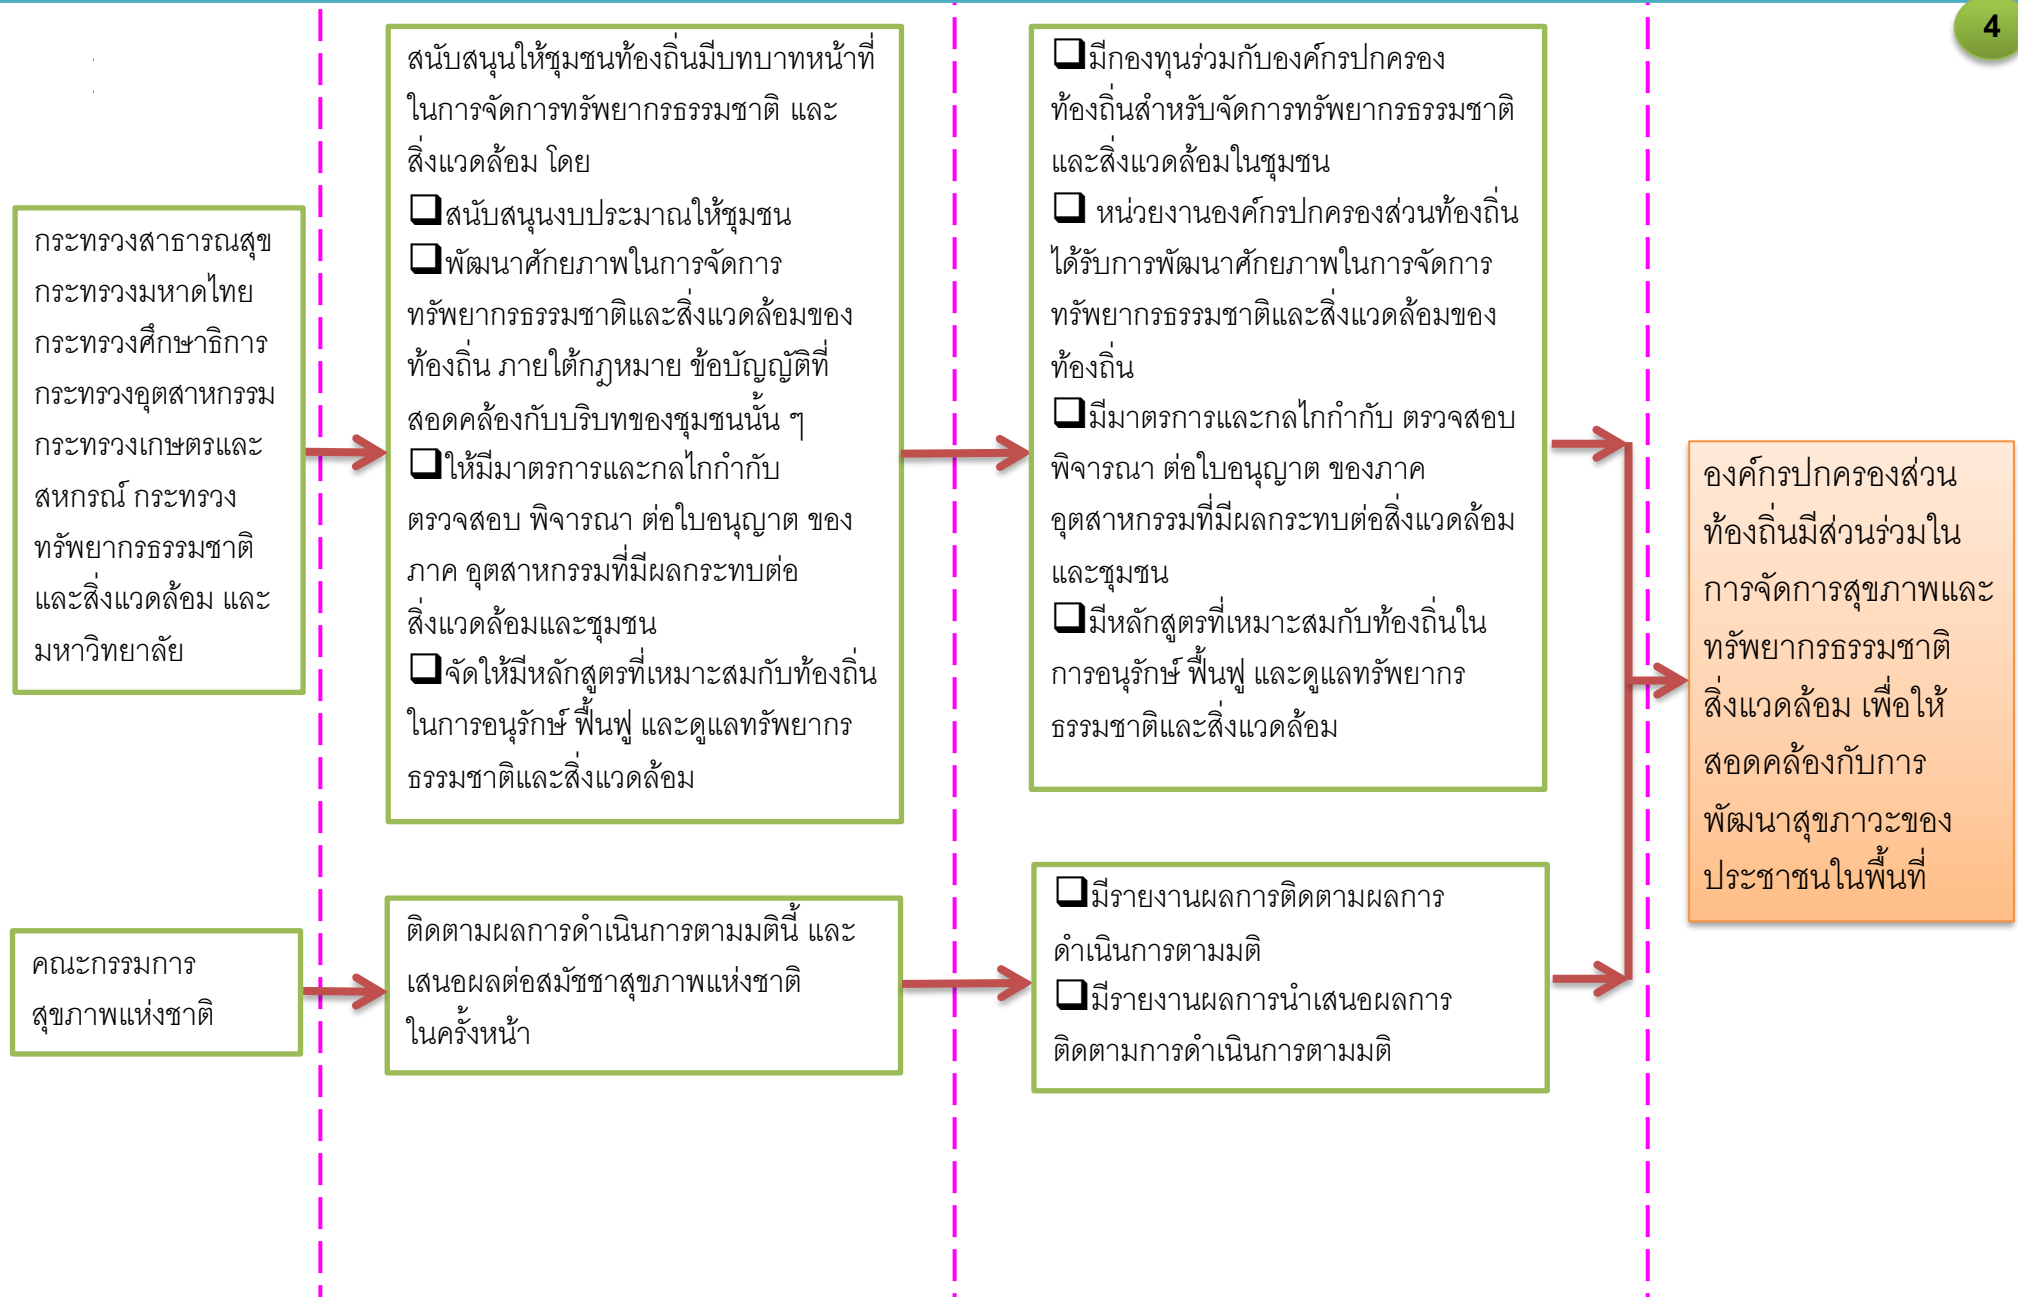 4
กระทรวงสาธารณสุข
กระทรวงมหาดไทย
กระทรวงศึกษาธิการ
กระทรวงอุตสาหกรรม
กระทรวงเกษตรและ
สหกรณ์ กระทรวง
ทรัพยากรธรรมชาติ
และสิ่งแวดล้อม และ
มหาวิทยาลัย
สนับสนุนให้ชุมชนท้องถิ่นมีบทบาทหน้าที่
ในการจัดการทรัพยากรธรรมชาติ และ
สิ่งแวดล้อม โดย
❑สนับสนุนงบประมาณให้ชุมชน
❑พัฒนาศักยภาพในการจัดการ
ทรัพยากรธรรมชาติและสิ่งแวดล้อมของ
ท้องถิ่น ภายใต้กฎหมาย ข้อบัญญัติที่
สอดคล้องกับบริบทของชุมชนนั้น ๆ
❑ให้มีมาตรการและกลไกกำกับ
ตรวจสอบ พิจารณา ต่อใบอนุญาต ของ
ภาค อุตสาหกรรมที่มีผลกระทบต่อ
สิ่งแวดล้อมและชุมชน
❑จัดให้มีหลักสูตรที่เหมาะสมกับท้องถิ่น
ในการอนุรักษ์ ฟื้นฟู และดูแลทรัพยากร
ธรรมชาติและสิ่งแวดล้อม
❑มีกองทุนร่วมกับองค์กรปกครอง
ท้องถิ่นสำหรับจัดการทรัพยากรธรรมชาติ
และสิ่งแวดล้อมในชุมชน
❑ หน่วยงานองค์กรปกครองส่วนท้องถิ่น
ได้รับการพัฒนาศักยภาพในการจัดการ
ทรัพยากรธรรมชาติและสิ่งแวดล้อมของ
ท้องถิ่น
❑มีมาตรการและกลไกกำกับ ตรวจสอบ
พิจารณา ต่อใบอนุญาต ของภาค
อุตสาหกรรมที่มีผลกระทบต่อสิ่งแวดล้อม
และชุมชน
❑มีหลักสูตรที่เหมาะสมกับท้องถิ่นใน
การอนุรักษ์ ฟื้นฟู และดูแลทรัพยากร
ธรรมชาติและสิ่งแวดล้อม
องค์กรปกครองส่วน
ท้องถิ่นมีส่วนร่วมใน
การจัดการสุขภาพและ
ทรัพยากรธรรมชาติ
สิ่งแวดล้อม เพื่อให้
สอดคล้องกับการ
พัฒนาสุขภาวะของ
ประชาชนในพื้นที่
คณะกรรมการ
สุขภาพแห่งชาติ
ติดตามผลการดำเนินการตามมตินี้ และ
เสนอผลต่อสมัชชาสุขภาพแห่งชาติ
ในครั้งหน้า
❑มีรายงานผลการติดตามผลการ
ดำเนินการตามมติ
❑มีรายงานผลการนำเสนอผลการ
ติดตามการดำเนินการตามมติ